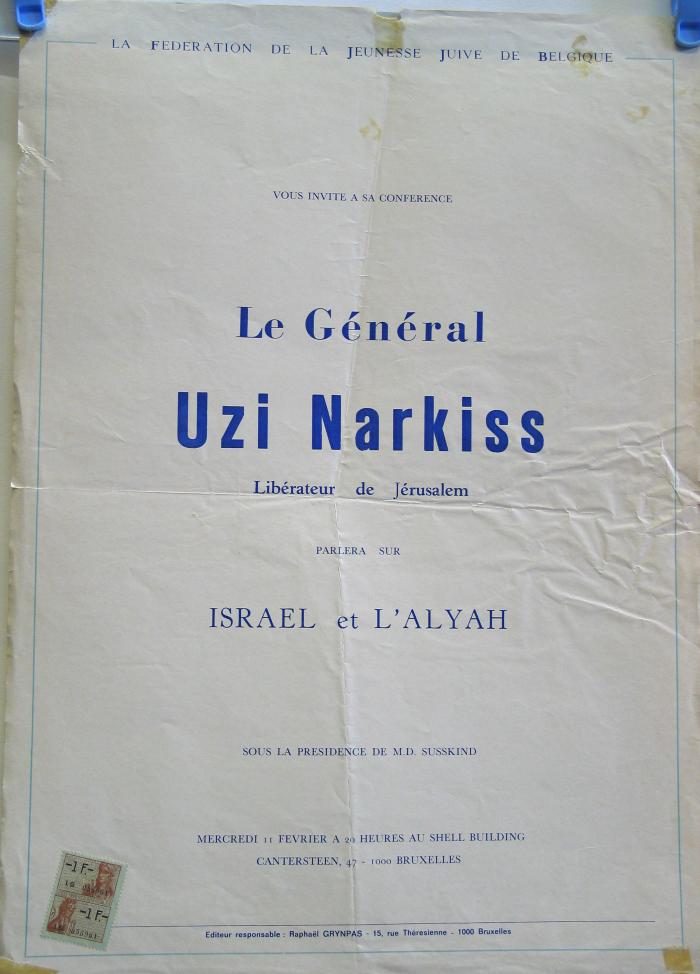 LA FEDERATION DE LA JEUNESSE JUIVE DE BELGIQUE
VOUS INVITE A SA CONFERENCE
Le Général
Uzi Narkiss
Libérateur de Jérusalem
PARLERA SUR
ISRAEL et L'ALYAH
SOUS LA PRESIDENCE DE M.D. SUSSKIND
MERCREDI 11 FEVRIER A 20 HEURES AU SHELL BUILDING
CANTERSTEEN, 47 - 1000 BRUXELLES
-1 F.-
-1 F.-
Editeur responsable : Raphaël GRYNPAS - 15, rue Thérésienne - 1000 Bruxelles